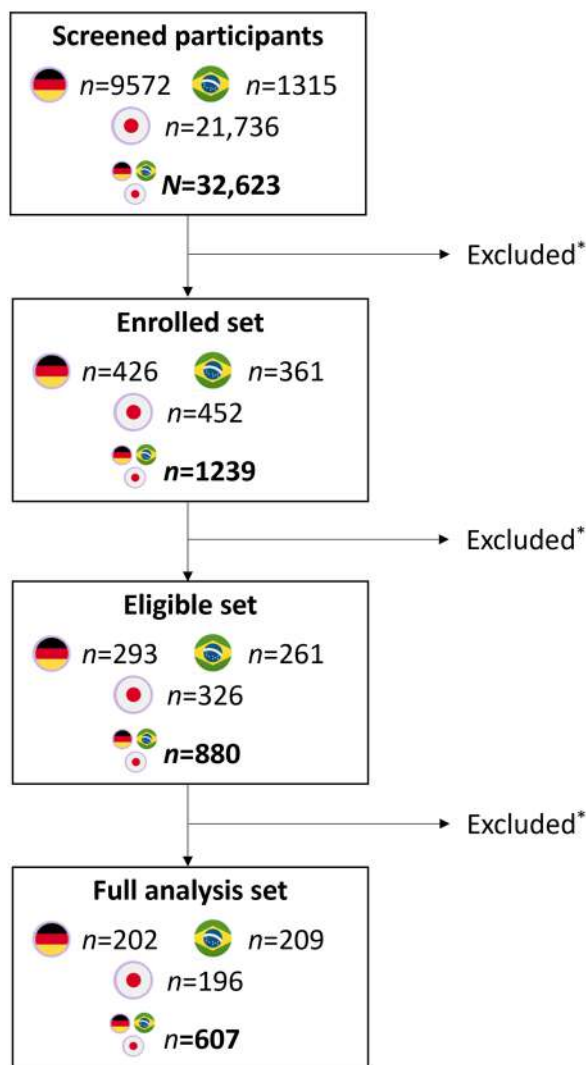 Screened participants
n=9572 n=1315
n=21,736
N=32,623
Excluded*
Enrolled set
n=426 n=361
n=452
n=1239
Excluded*
Eligible set
n=293 n=261
n=326
n=880
Excluded*
Full analysis set
n=202 n=209
n=196
n=607